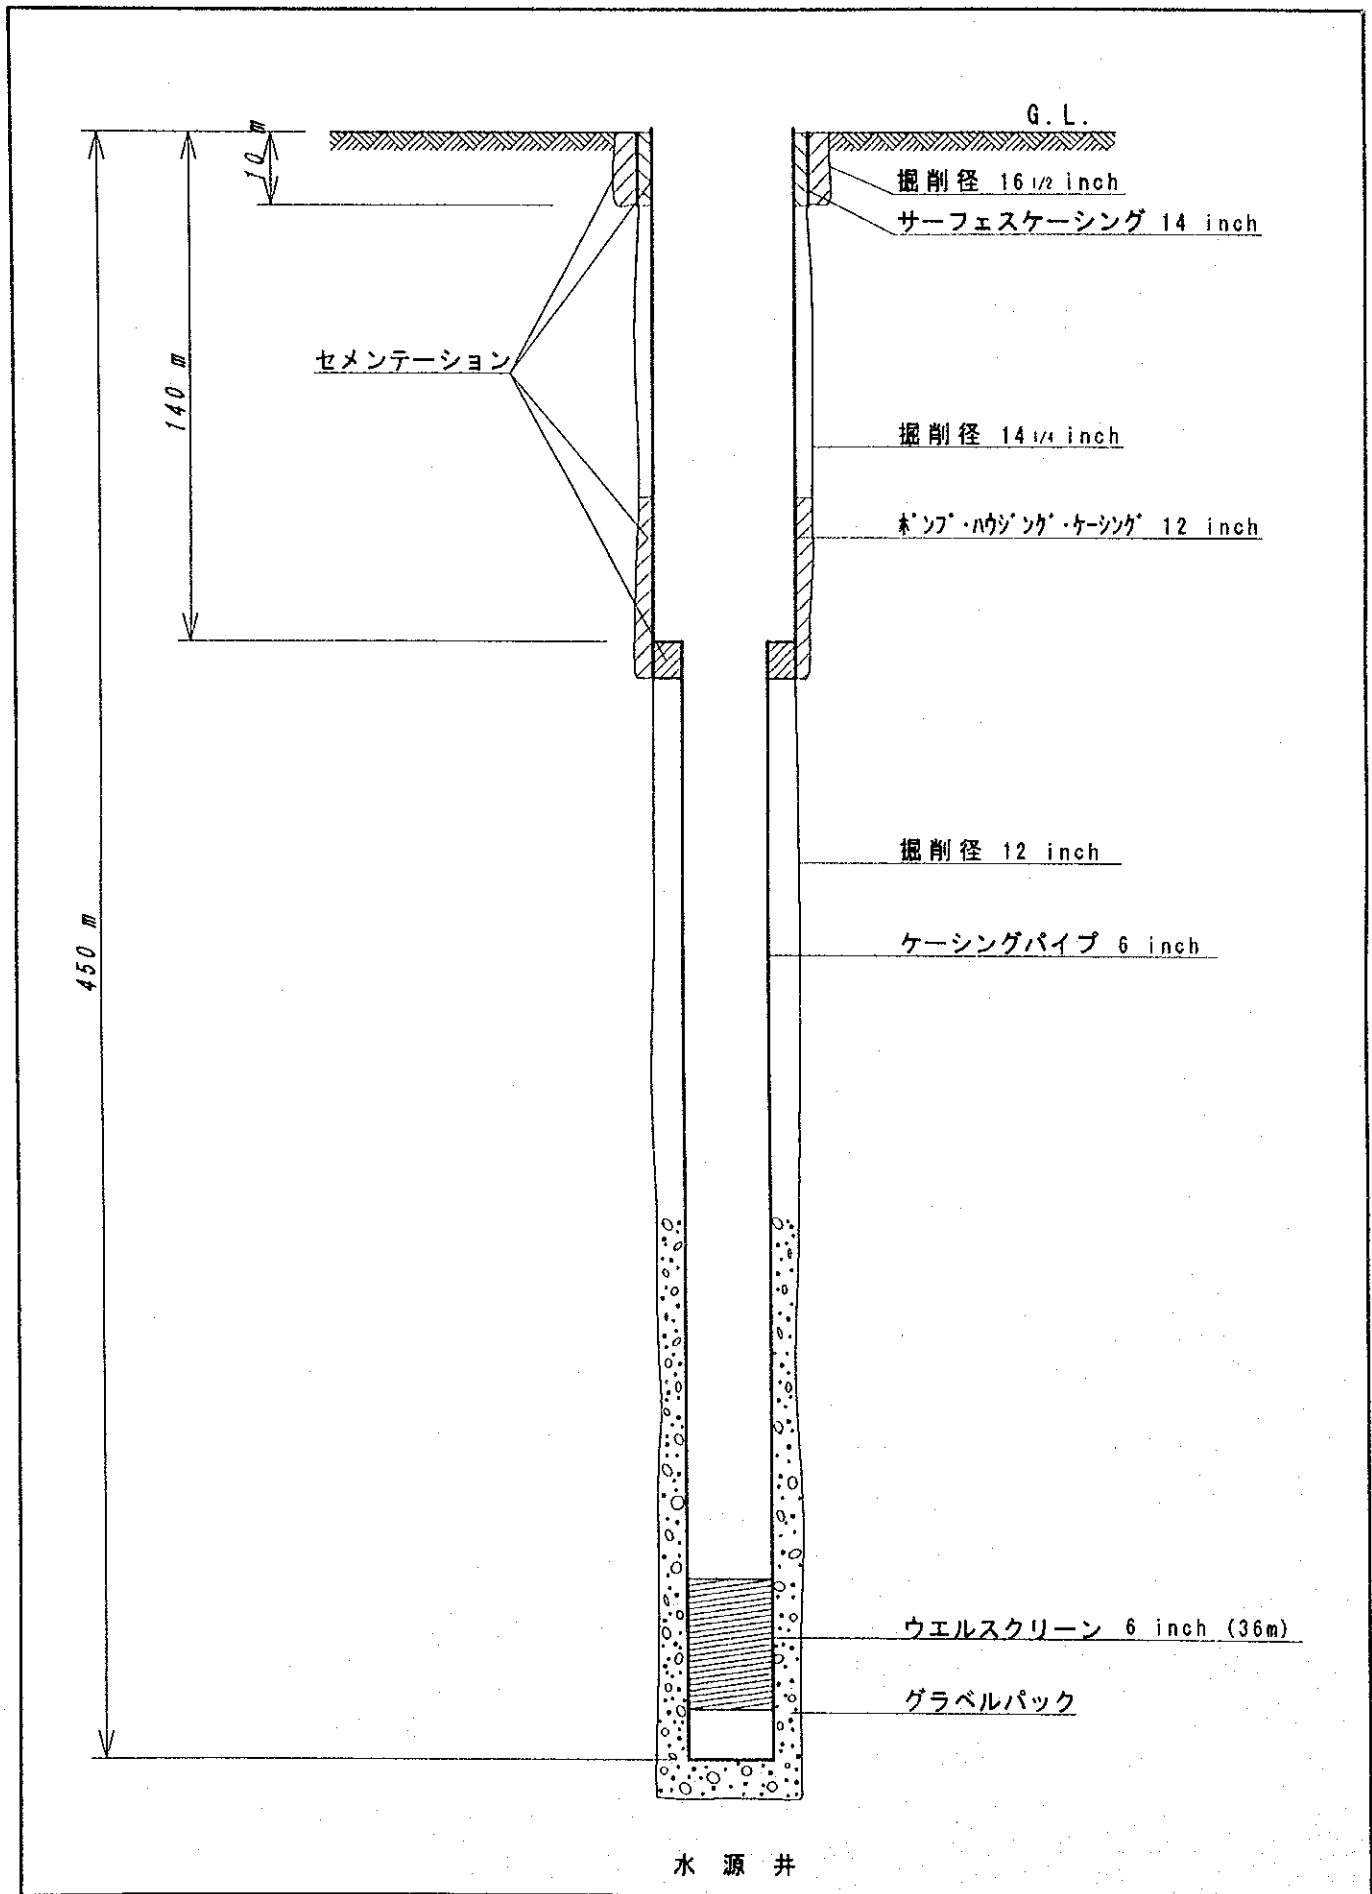 G.L.
10 m
掘削径 16 1/2 inch
サーフェスケーシング 14 inch
セメンテーション
140 m
掘削径 14 1/4 inch
ﾎﾟﾝﾌﾟ・ﾊｳｼﾞﾝｸﾞ・ｹｰｼﾝｸﾞ 12 inch
掘削径 12 inch
ケーシングパイプ 6 inch
450 m
ウエルスクリーン 6 inch (36m)
グラベルパック
水源井